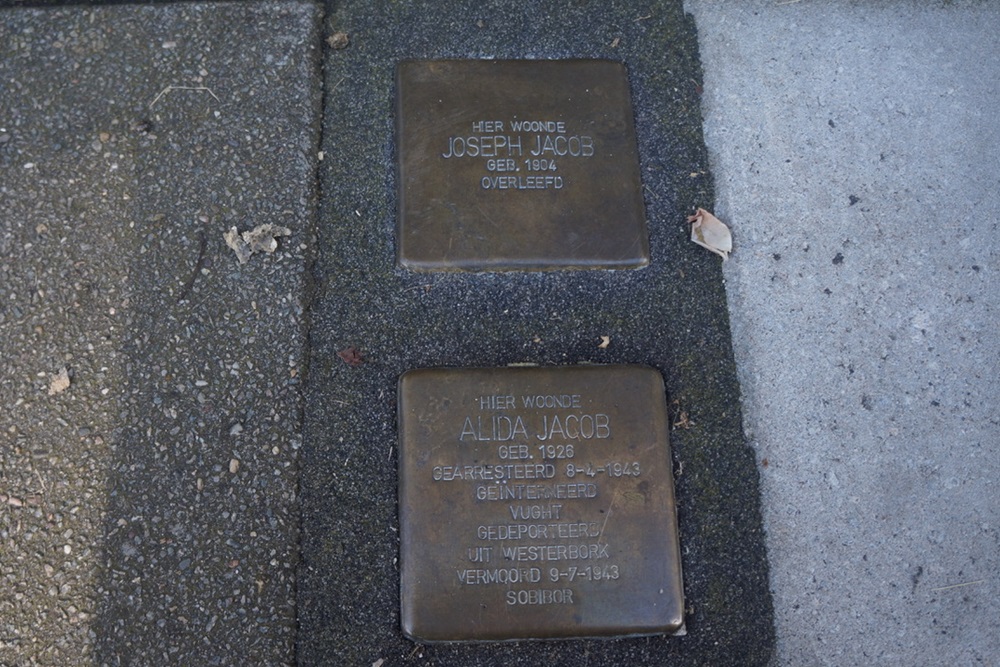 HIER WOONDE
JOSEPH JACOB
GEB. 1904
OVERLEEFD
HIER WOONDE
ALIDA JACOB
GEB. 1926
GEARRESTEERD 8-4-1943
GEÏNTERNEERD
VUGHT
GEDEPORTEERD
UIT WESTERBORK
VERMOORD 9-7-1943
SOBIBOR